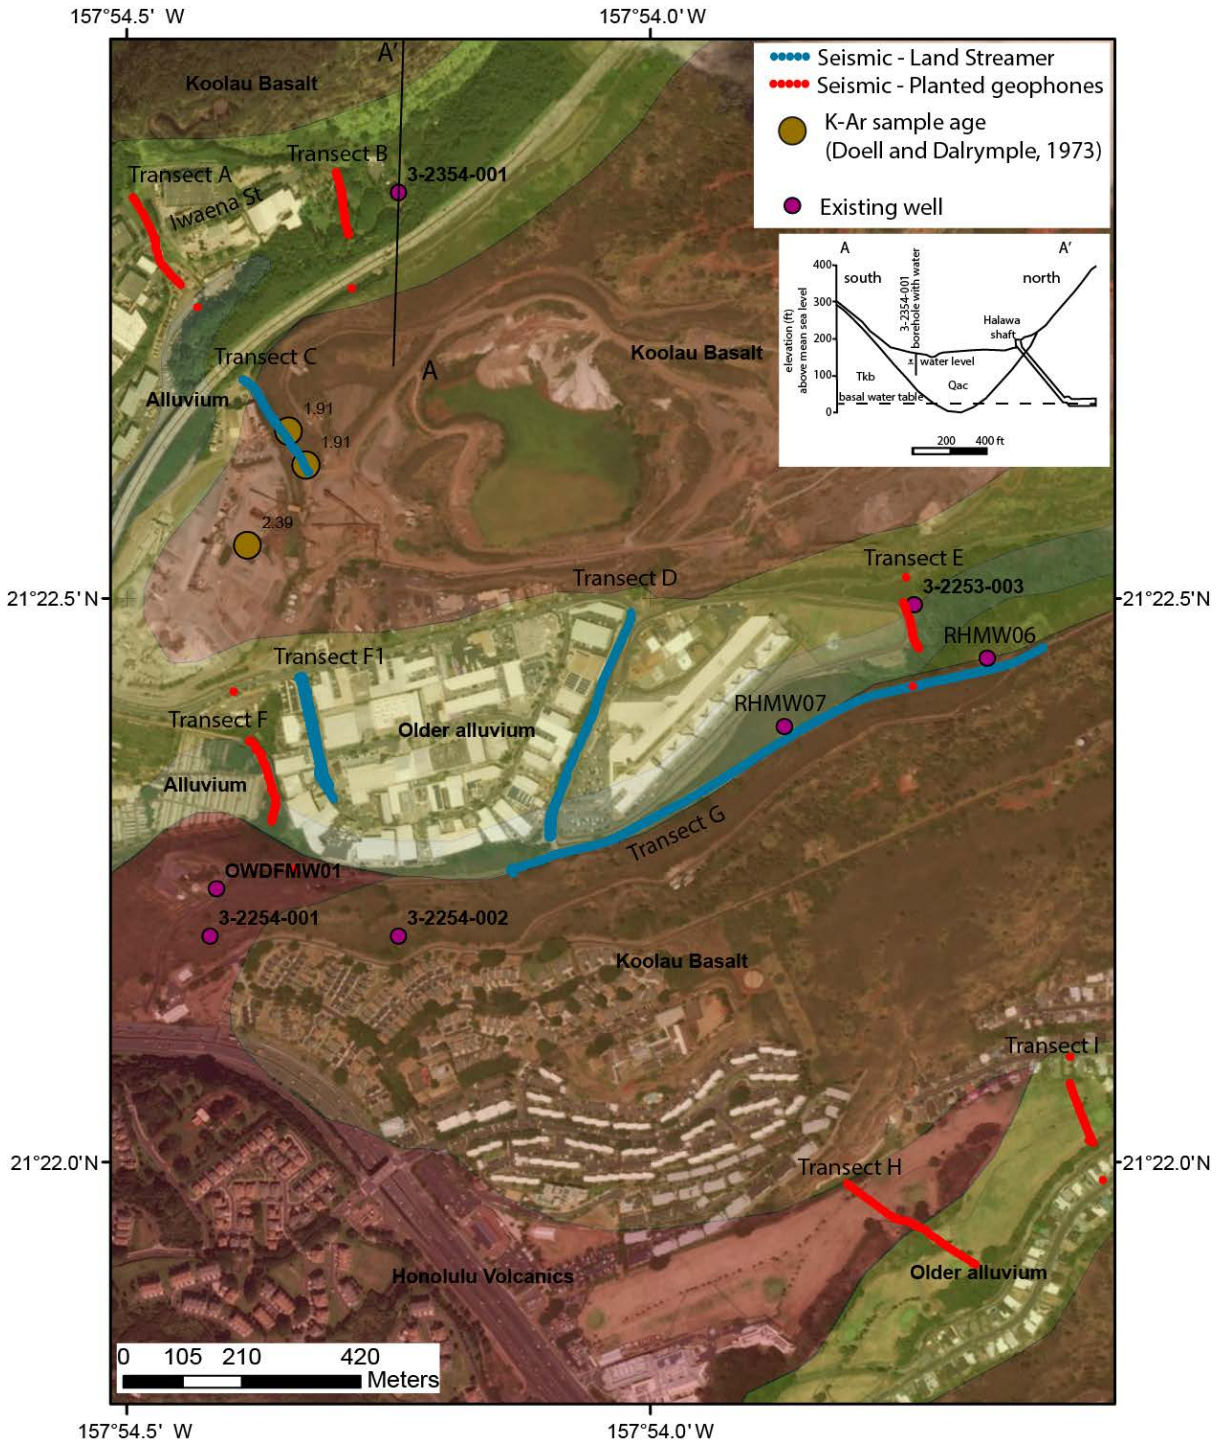 157°54.5' W
157°54.0' W
A'
Koolau Basalt
Seismic - Land Streamer
Seismic - Planted geophones
K-Ar sample age
(Doell and Dalrymple, 1973)
Existing well
Transect B
Transect A
3-2354-001
Iwaena St
A
A'
400
south
north
300
3-2354-001
borehole with water
elevation (ft)
above mean sea level
Halawa
shaft
200
water level
100
Tkb
Qac
basal water table
0
200
400 ft
Transect C
Koolau Basalt
A
Alluvium
1.91
1.91
2.39
Transect E
Transect D
3-2253-003
21°22.5'N
21°22.5'N
RHMW06
Transect F1
RHMW07
Transect F
Older alluvium
Alluvium
Transect G
OWDFMW01
3-2254-001
3-2254-002
Koolau Basalt
Transect I
21°22.0'N
21°22.0'N
Transect H
Honolulu Volcanics
Older alluvium
0 105 210 420
Meters
157°54.5' W
157°54.0' W